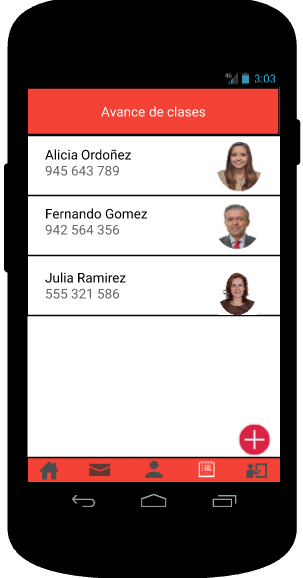 4G 3:03
Avance de clases
Alicia Ordoñez
945 643 789
Fernando Gomez
942 564 356
Julia Ramirez
555 321 586